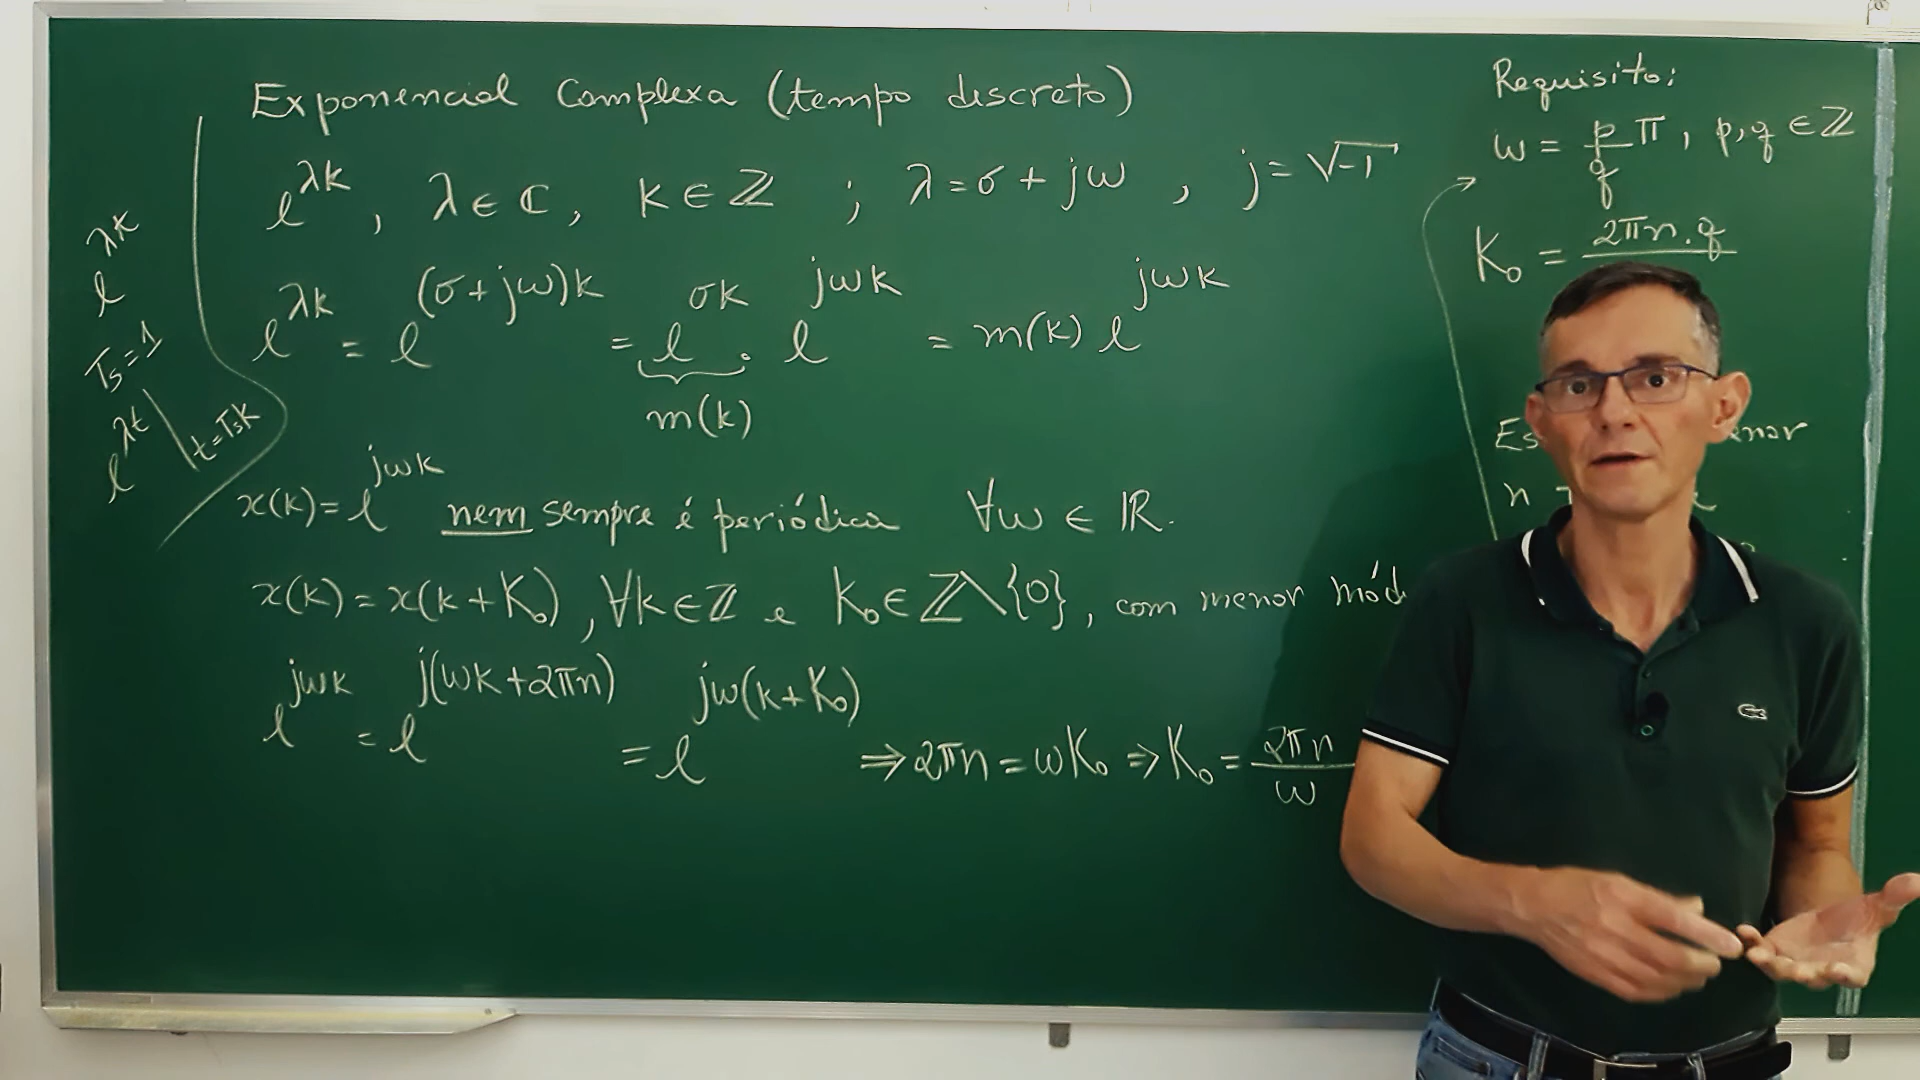 Exponencial Complexa (tempo discreto)
e^{λk}, λ∈ℂ, k∈ℤ ; λ=σ+jω, j=√-1
e^{λk} = e^{(σ+jω)k} = e^{σk} . e^{jωk} = m(k) e^{jωk}
m(k)
x(k)=e^{jωk} nem sempre é periódica ∀ω∈ℝ.
x(k)=x(k+K₀), ∀k∈ℤ e K₀∈ℤ\{0}, com menor
e^{jωk} = e^{j(ωk+2πn)} = e^{jω(k+K₀)} ⇒ 2πn=ωK₀ ⇒ K₀=2πn/ω
e^{λk}
Ts=1
e^{λt} | t=Tsk
Requisito:
ω = p/q π, p,q∈ℤ
K₀ = 2πn.q
n